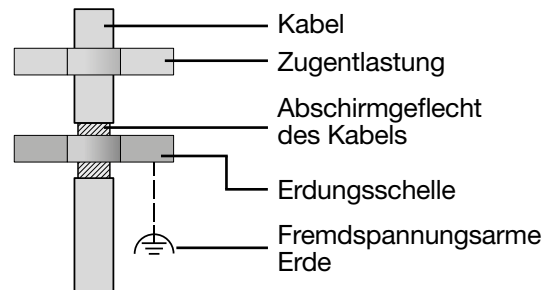 Kabel
Zugentlastung
Abschirmgeflecht
des Kabels
Erdungsschelle
Fremdspannungsarme
Erde